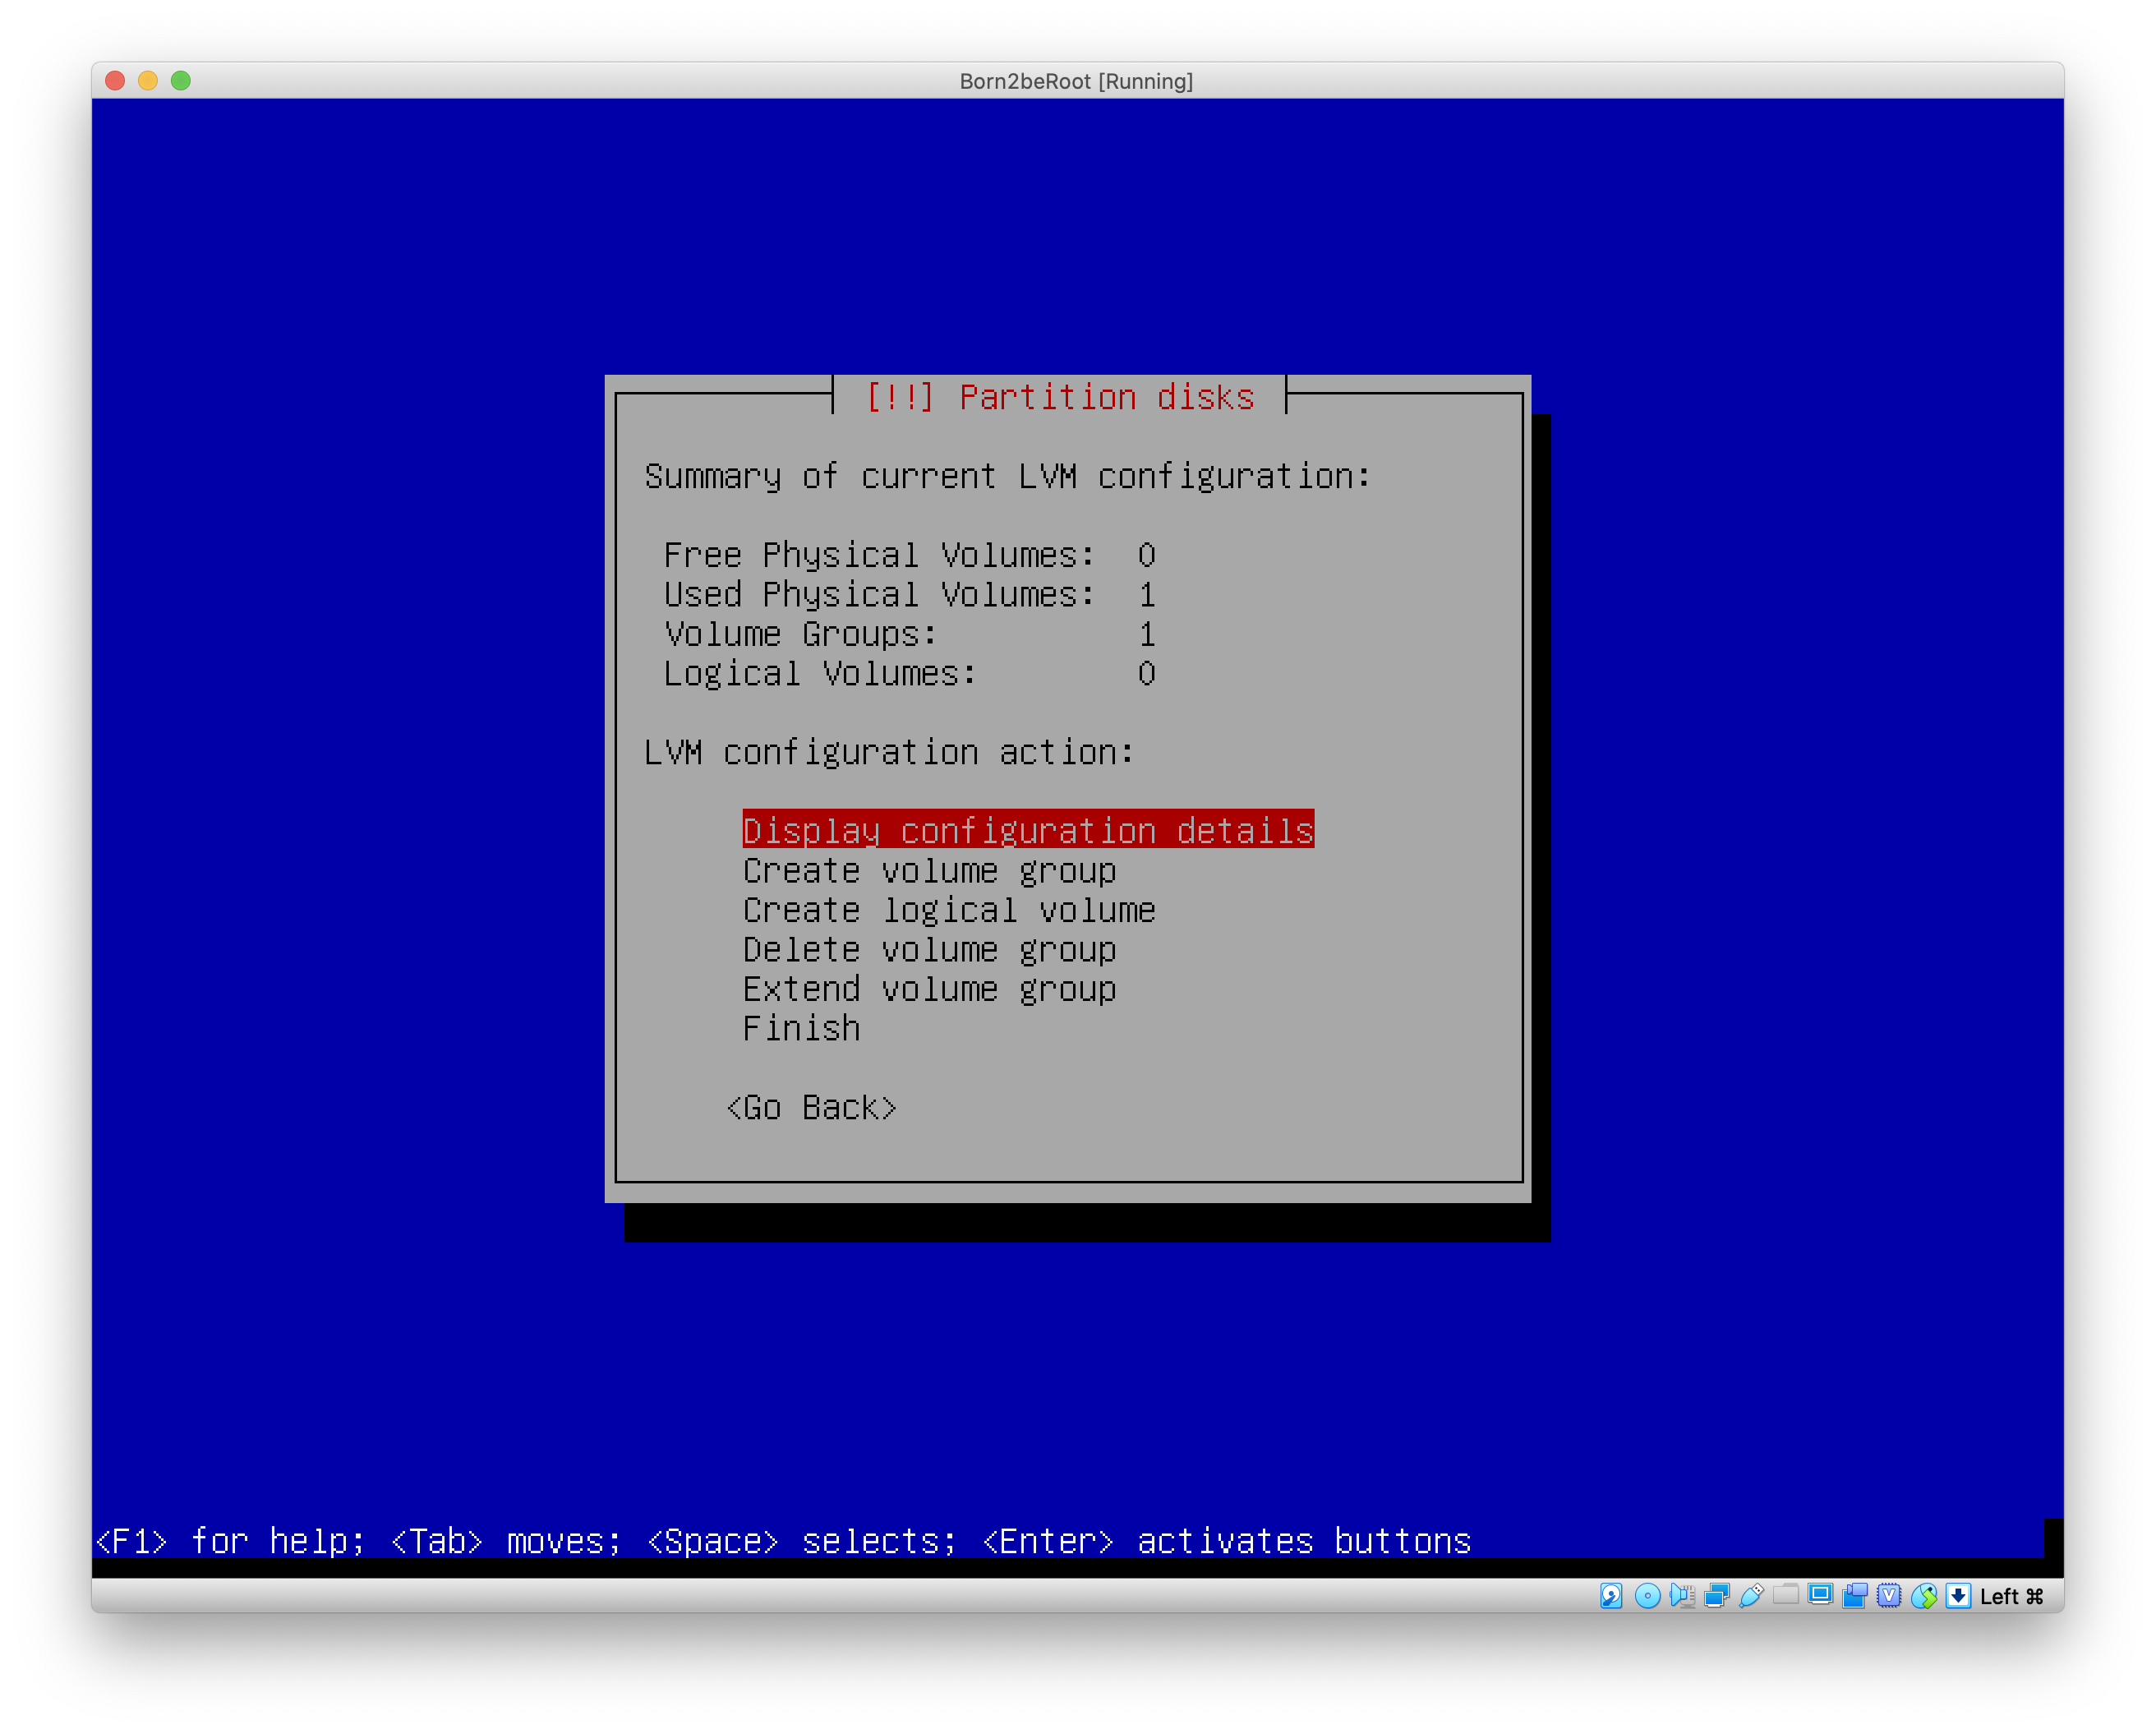 Born2beRoot [Running]
[!!] Partition disks
Summary of current LVM configuration:
Free Physical Volumes: 0
Used Physical Volumes: 1
Volume Groups: 1
Logical Volumes: 0
LVM configuration action:
Display configuration details
Create volume group
Create logical volume
Delete volume group
Extend volume group
Finish
<Go Back>
<F1> for help; <Tab> moves; <Space> selects; <Enter> activates buttons
Left ⌘